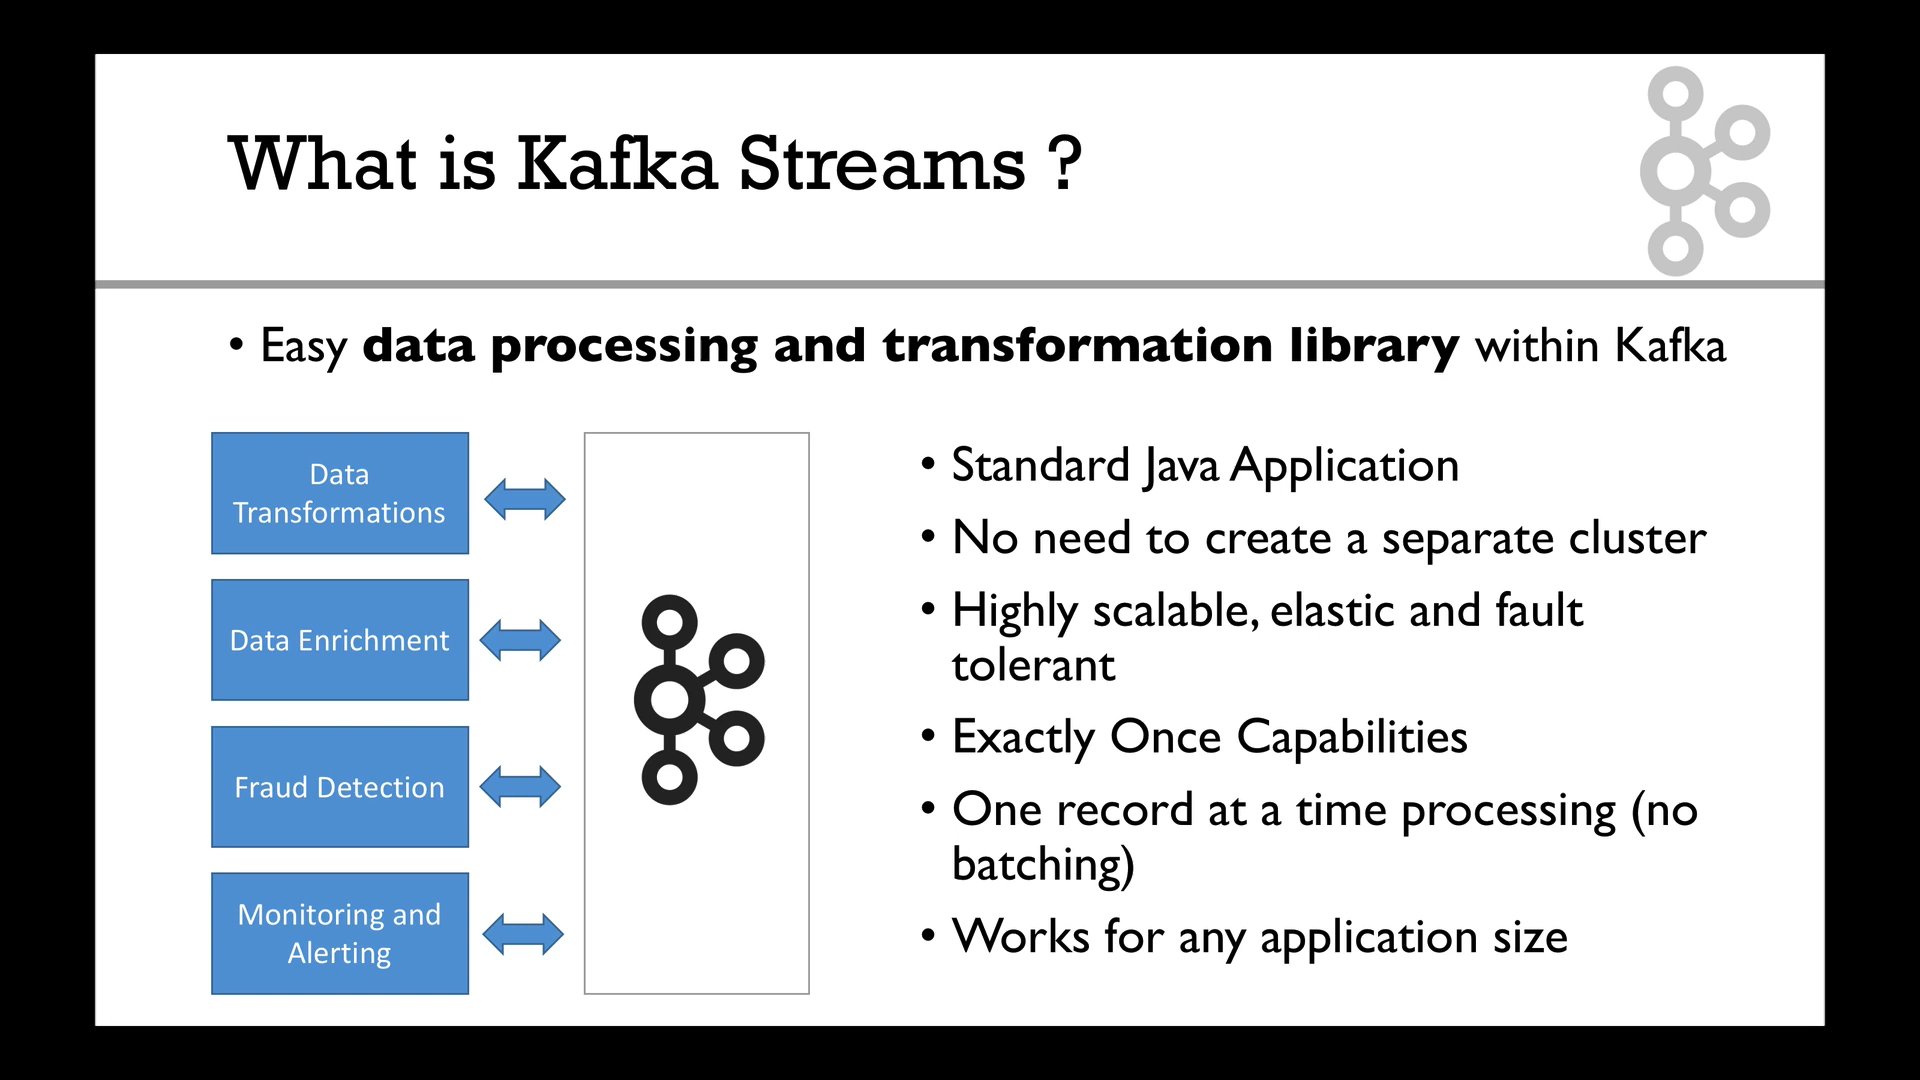 What is Kafka Streams ?
• Easy data processing and transformation library within Kafka
Data
Transformations
Data Enrichment
Fraud Detection
Monitoring and
Alerting
• Standard Java Application
• No need to create a separate cluster
• Highly scalable, elastic and fault
tolerant
• Exactly Once Capabilities
• One record at a time processing (no
batching)
• Works for any application size